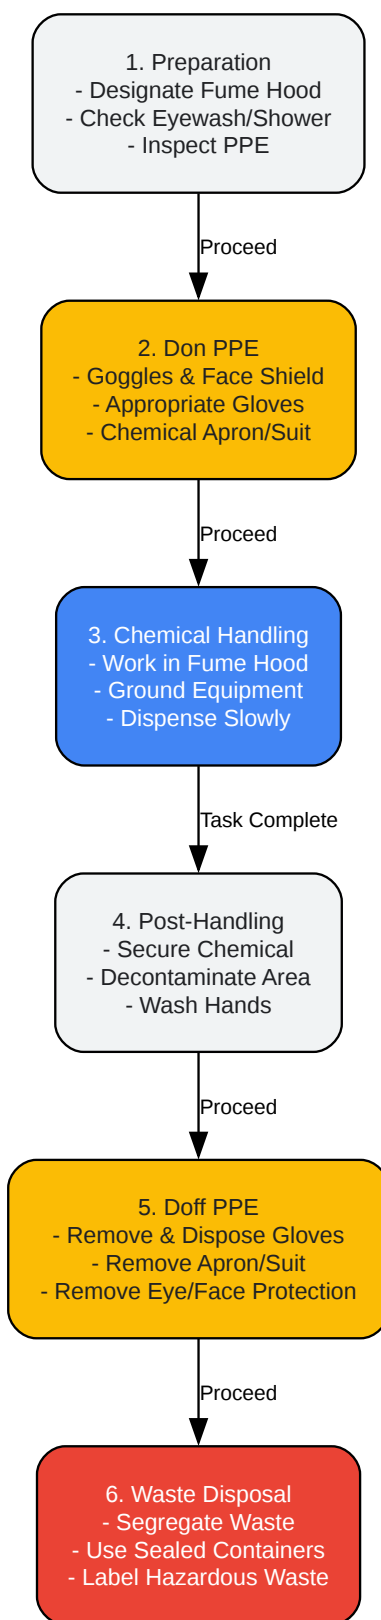 1. Preparation
- Designate Fume Hood
- Check Eyewash/Shower
- Inspect PPE
Proceed
2. Don PPE
- Goggles & Face Shield
- Appropriate Gloves
- Chemical Apron/Suit
Proceed
3. Chemical Handling
- Work in Fume Hood
- Ground Equipment
- Dispense Slowly
Task Complete
4. Post-Handling
- Secure Chemical
- Decontaminate Area
- Wash Hands
Proceed
5. Doff PPE
- Remove & Dispose Gloves
- Remove Apron/Suit
- Remove Eye/Face Protection
Proceed
6. Waste Disposal
- Segregate Waste
- Use Sealed Containers
- Label Hazardous Waste